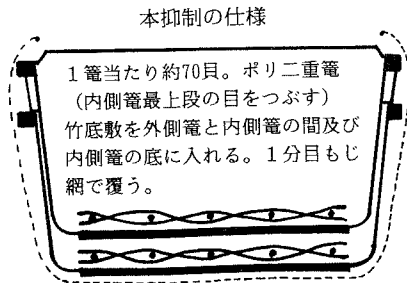 本抑制の仕様
1篭当たり約70目。ポリ二重篭
(内側篭最上段の目をつぶす)
竹底敷を外側篭と内側篭の間及び
内側篭の底に入れる。1分目もじ
網で覆う。